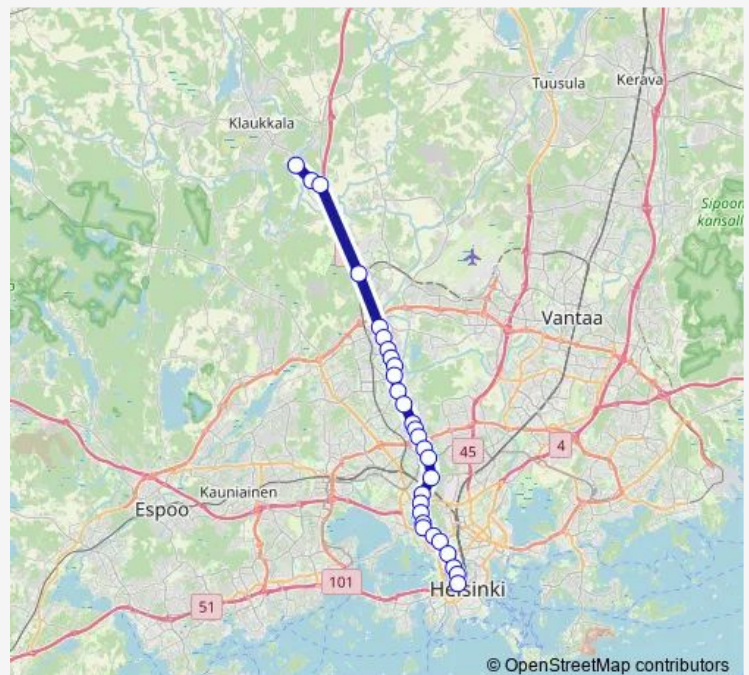 Tuusula
Kerava
Klaukkala
Sipoon
kansall
Vantaa
45
4
Kauniainen
Espoo
101
Helsinki
51
© OpenStreetMap contributors